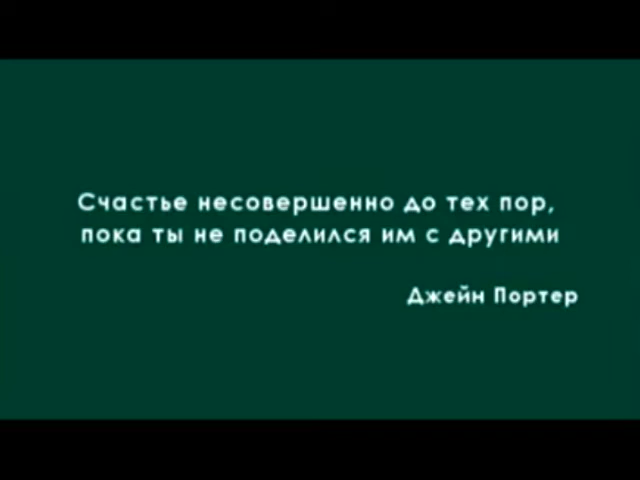 Счастье несовершенно до тех пор,
пока ты не поделился им с другими
Джейн Портер